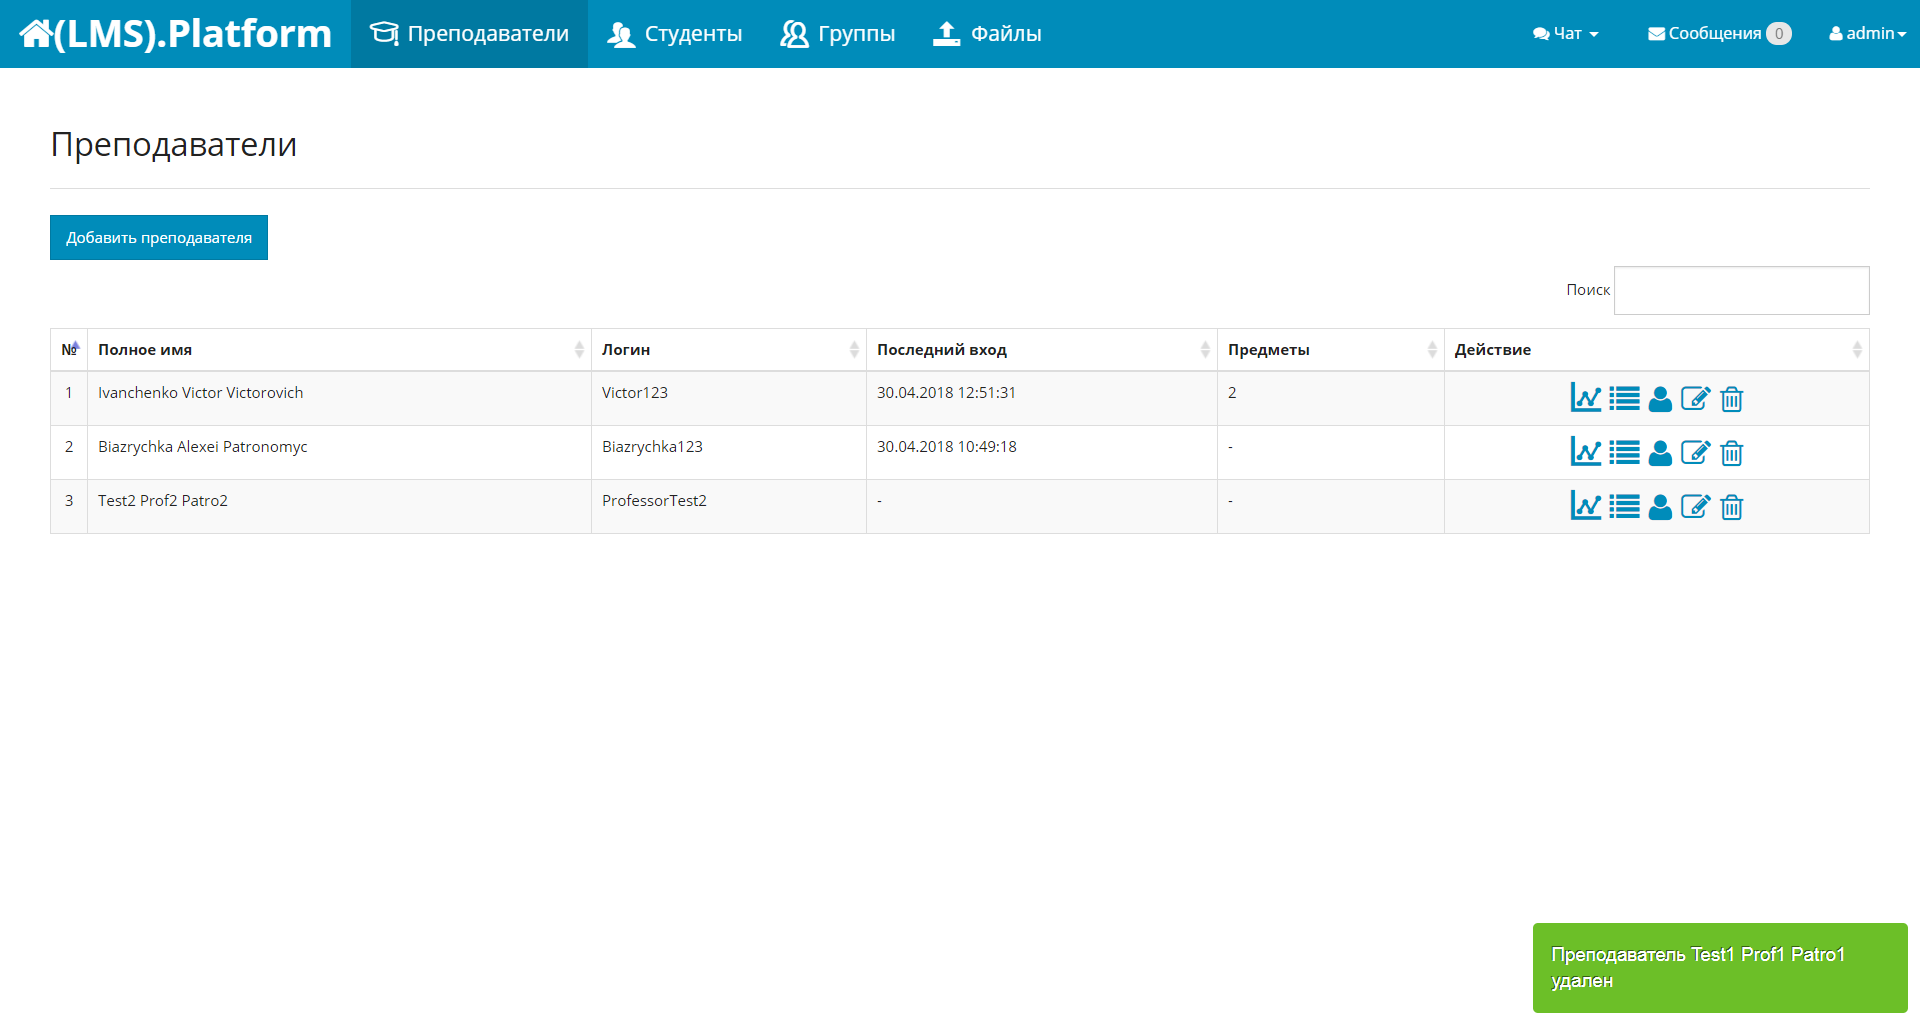 (LMS).Platform Преподаватели Студенты Группы Файлы Чат Сообщения 0 admin
Преподаватели
Добавить преподавателя
Поиск
№ Полное имя Логин Последний вход Предметы Действие
1 Ivanchenko Victor Victorovich Victor123 30.04.2018 12:51:31 2
2 Biazrychka Alexei Patronomyc Biazrychka123 30.04.2018 10:49:18 -
3 Test2 Prof2 Patro2 ProfessorTest2 - -
Преподаватель Test1 Prof1 Patro1
удален